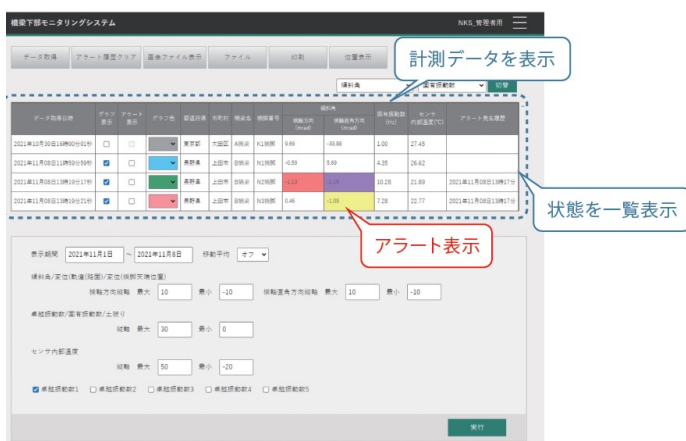 橋梁下部モニタリングシステム NKS_管理者用
データ取得 アラート履歴クリア 画像ファイル表示 ファイル 印刷 位置表示
計測データを表示
傾斜角 固有振動数 切替
傾斜角
データ取得日時 グラフ表示 アラート表示 グラフ色 都道府県 市町村 橋梁名 橋脚番号 橋軸方向(mrad) 橋軸直角方向(mrad) 固有振動数(Hz) センサ内部温度(℃) アラート発生履歴
2021年10月30日16時00分01秒 東京都 大田区 A橋梁 K1橋脚 9.69 -33.88 1.00 27.45
2021年11月08日11時59分59秒 長野県 上田市 B橋梁 N1橋脚 -0.59 5.69 4.35 26.62
2021年11月08日13時19分17秒 長野県 上田市 B橋梁 N2橋脚 10.28 21.69 2021年11月08日13時17分
2021年11月08日13時19分21秒 長野県 上田市 B橋梁 N3橋脚 0.46 -1.08 7.28 22.77 2021年11月08日13時17分
状態を一覧表示
アラート表示
表示期間 2021年11月1日 ~ 2021年11月8日 移動平均 オフ
傾斜角/変位(軌道(路面)/変位(橋脚天端位置)
橋軸方向縦軸 最大 10 最小 -10 橋軸直角方向縦軸 最大 10 最小 -10
卓越振動数/固有振動数/土被り
縦軸 最大 30 最小 0
センサ内部温度
縦軸 最大 50 最小 -20
卓越振動数1 卓越振動数2 卓越振動数3 卓越振動数4 卓越振動数5
実行